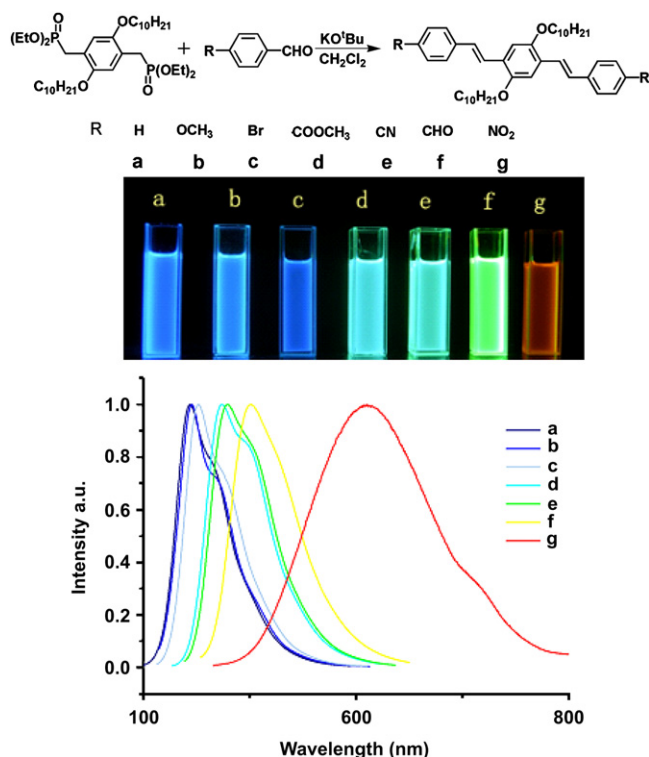 (EtO)₂P OC₁₀H₂₁
O
C₁₀H₂₁O P(OEt)₂
O
+
R CHO
KOᵗBu
CH₂Cl₂
R OC₁₀H₂₁
C₁₀H₂₁O R
R H OCH₃ Br COOCH₃ CN CHO NO₂
a b c d e f g
a b c d e f g
1.0
0.8
0.6
0.4
0.2
0.0
Intensity a.u.
a
b
c
d
e
f
g
100 600 800
Wavelength (nm)